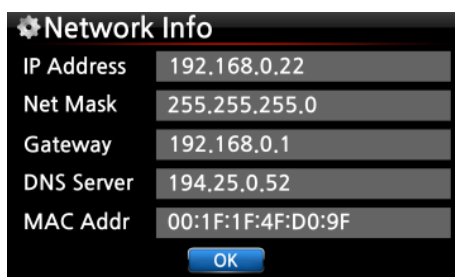 Network Info
IP Address 192.168.0.22
Net Mask 255.255.255.0
Gateway 192.168.0.1
DNS Server 194.25.0.52
MAC Addr 00:1F:1F:4F:D0:9F
OK